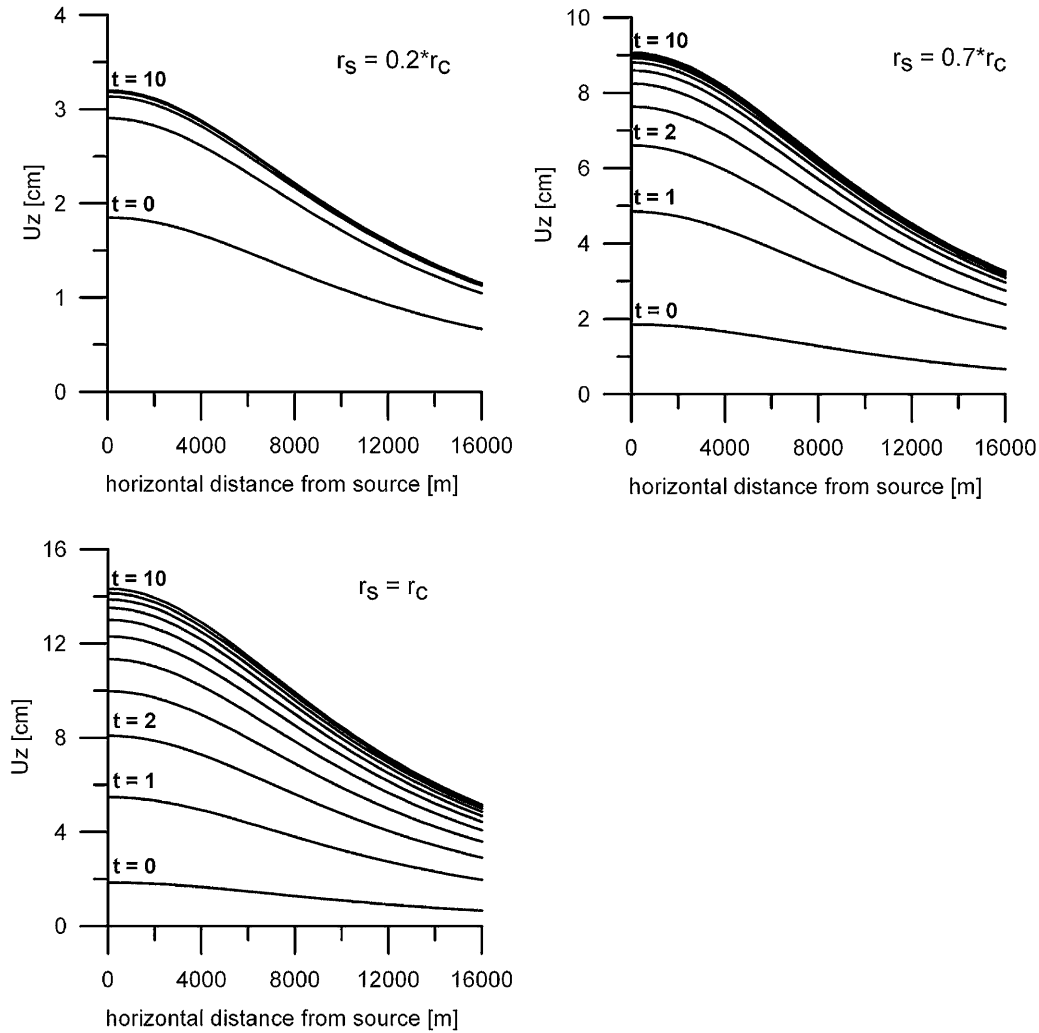 4
3
2
1
0
Uz [cm]
t = 10
t = 0
rs = 0.2*rc
0 4000 8000 12000 16000
horizontal distance from source [m]
10
8
6
4
2
0
Uz [cm]
t = 10
t = 2
t = 1
t = 0
rs = 0.7*rc
0 4000 8000 12000 16000
horizontal distance from source [m]
16
12
8
4
0
Uz [cm]
t = 10
t = 2
t = 1
t = 0
rs = rc
0 4000 8000 12000 16000
horizontal distance from source [m]